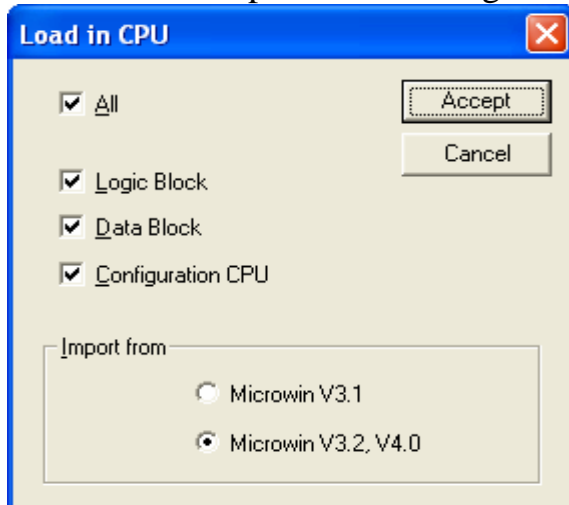 Load in CPU
All
Accept
Cancel
Logic Block
Data Block
Configuration CPU
Import from
Microwin V3.1
Microwin V3.2, V4.0